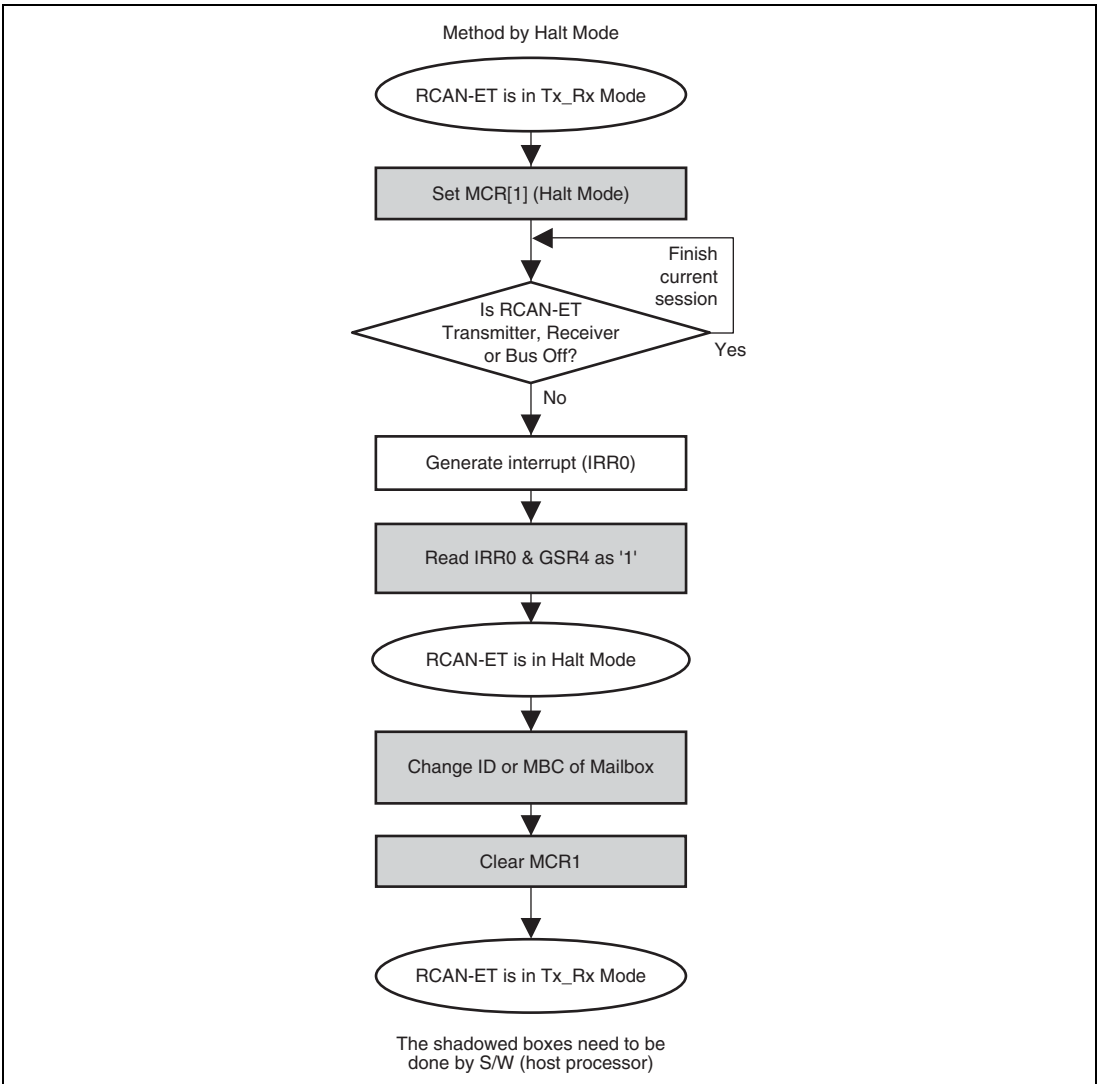 Method by Halt Mode
RCAN-ET is in Tx_Rx Mode
Set MCR[1] (Halt Mode)
Finish
current
session
Is RCAN-ET
Transmitter, Receiver
or Bus Off?
Yes
No
Generate interrupt (IRR0)
Read IRR0 & GSR4 as '1'
RCAN-ET is in Halt Mode
Change ID or MBC of Mailbox
Clear MCR1
RCAN-ET is in Tx_Rx Mode
The shadowed boxes need to be
done by S/W (host processor)